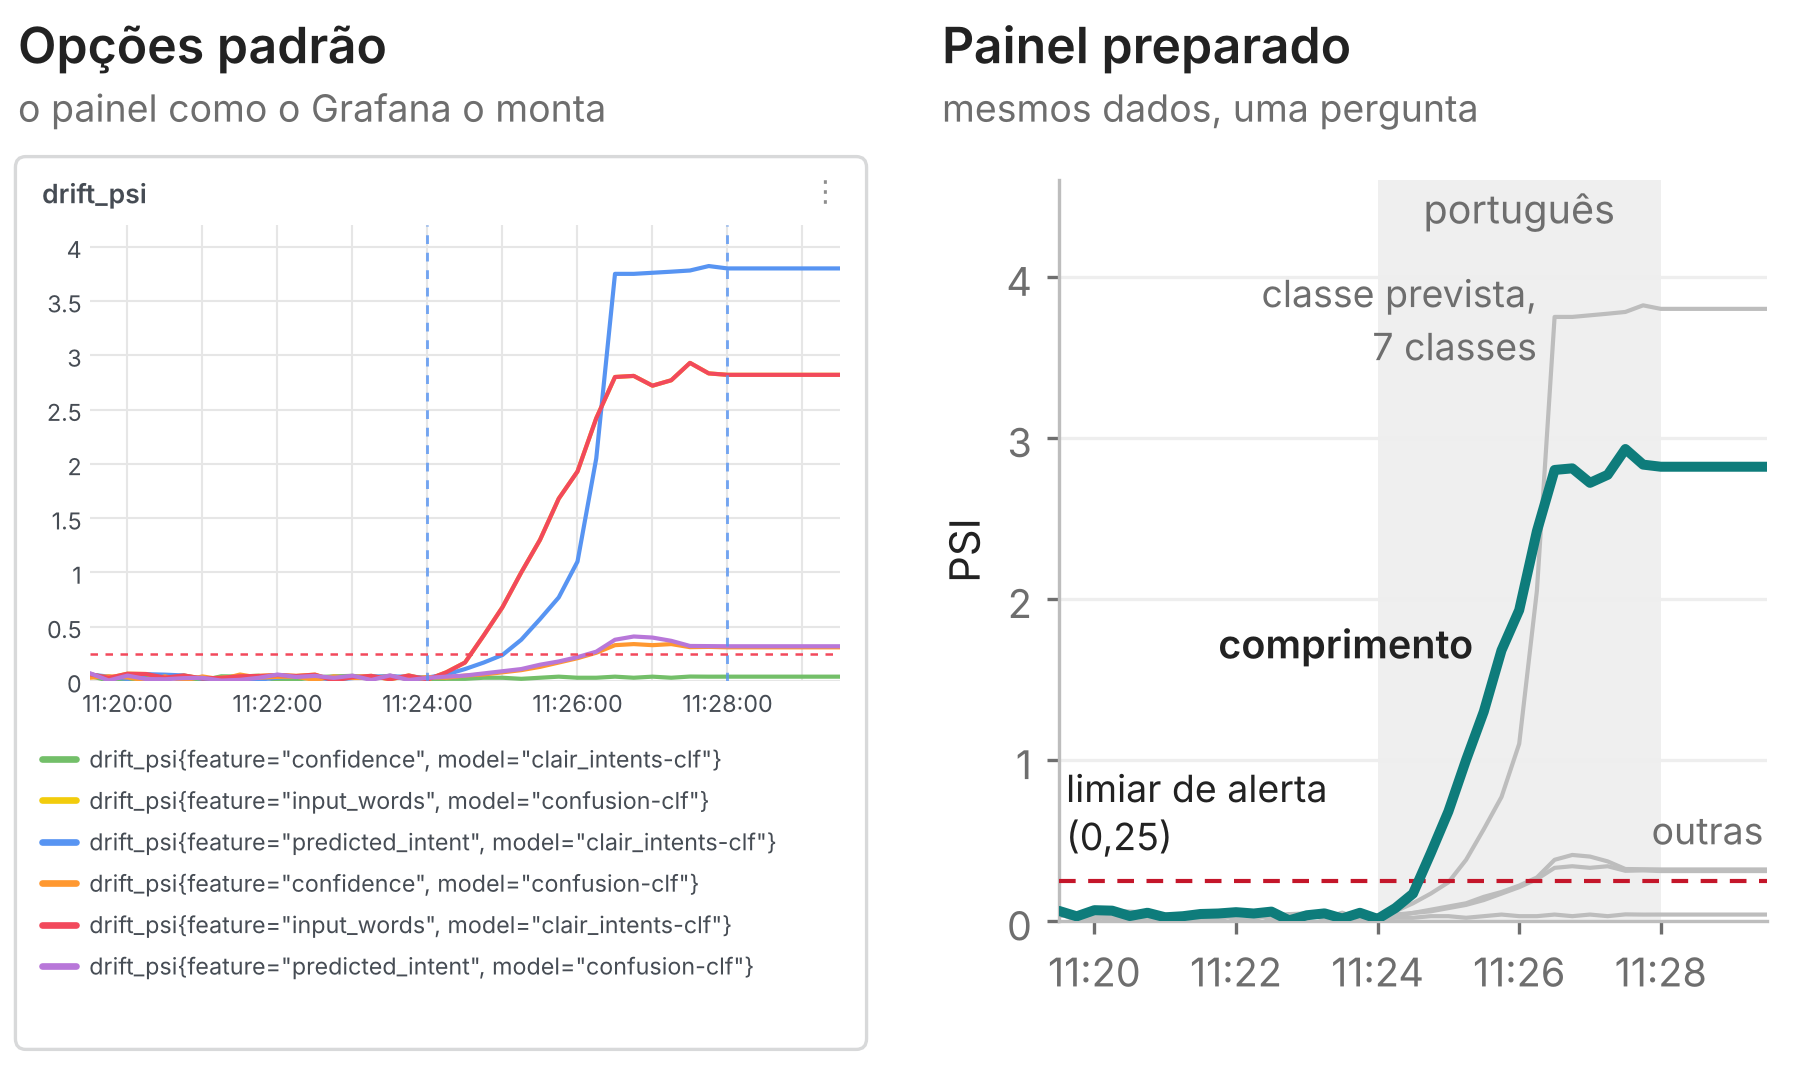 Opções padrão
o painel como o Grafana o monta
drift_psi
4
3.5
3
2.5
2
1.5
1
0.5
0
11:20:00
11:22:00
11:24:00
11:26:00
11:28:00
drift_psi{feature="confidence", model="clair_intents-clf"}
drift_psi{feature="input_words", model="confusion-clf"}
drift_psi{feature="predicted_intent", model="clair_intents-clf"}
drift_psi{feature="confidence", model="confusion-clf"}
drift_psi{feature="input_words", model="clair_intents-clf"}
drift_psi{feature="predicted_intent", model="confusion-clf"}
Painel preparado
mesmos dados, uma pergunta
português
classe prevista,
7 classes
comprimento
limiar de alerta
(0,25)
outras
PSI
4
3
2
1
0
11:20
11:22
11:24
11:26
11:28